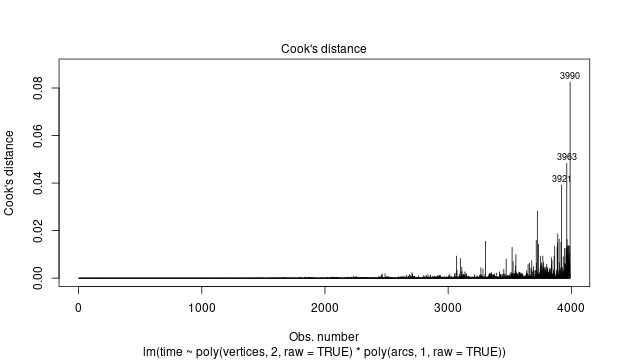 Cook's distance
3990
3963
3921
Cook's distance
0.08
0.06
0.04
0.02
0.00
0 1000 2000 3000 4000
Obs. number
lm(time ~ poly(vertices, 2, raw = TRUE) * poly(arcs, 1, raw = TRUE))